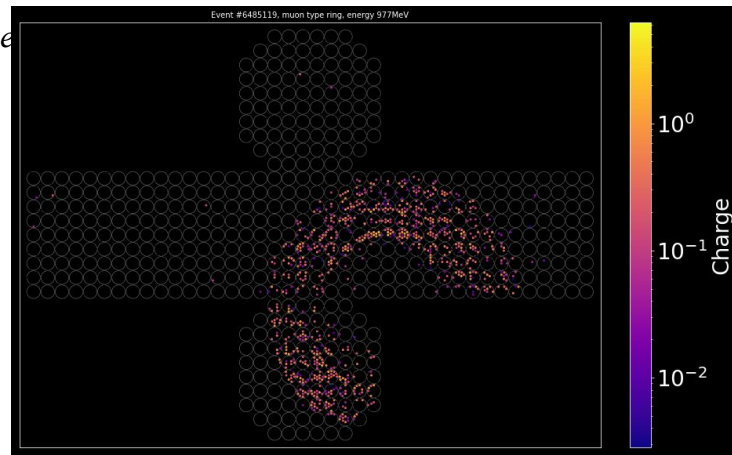 Event #6485119, muon type ring, energy 977MeV
e
10⁰
10⁻¹
10⁻²
Charge